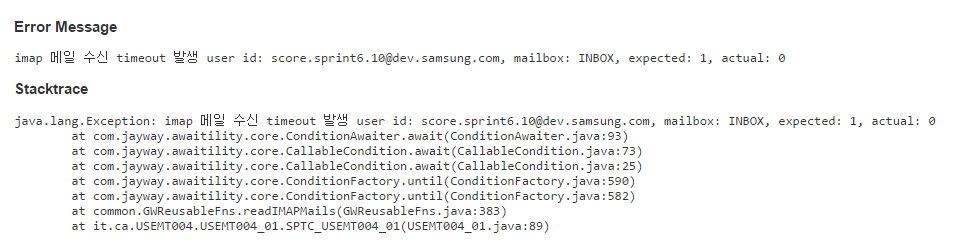 Error Message
imap 메일 수신 timeout 발생 user id: score.sprint6.10@dev.samsung.com, mailbox: INBOX, expected: 1, actual: 0
Stacktrace
java.lang.Exception: imap 메일 수신 timeout 발생 user id: score.sprint6.10@dev.samsung.com, mailbox: INBOX, expected: 1, actual: 0
at com.jayway.awaitility.core.ConditionAwaiter.await(ConditionAwaiter.java:93)
at com.jayway.awaitility.core.CallableCondition.await(CallableCondition.java:73)
at com.jayway.awaitility.core.CallableCondition.await(CallableCondition.java:25)
at com.jayway.awaitility.core.ConditionFactory.until(ConditionFactory.java:590)
at com.jayway.awaitility.core.ConditionFactory.until(ConditionFactory.java:582)
at common.GWReusableFns.readIMAPMails(GWReusableFns.java:383)
at it.ca.USEMT004.USEMT004_01.SPTC_USEMT004_01(USEMT004_01.java:89)